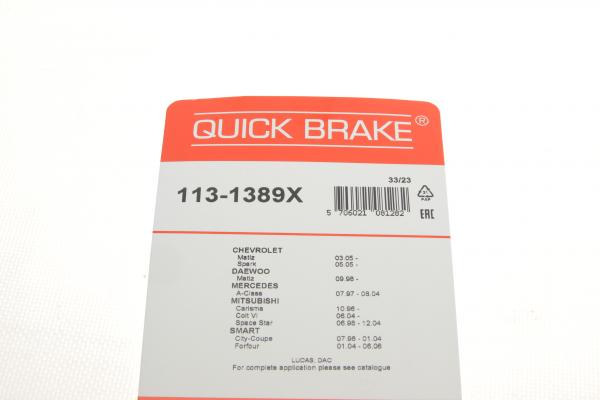 QUICK BRAKE®
33/23
113-1389X
5 706021 081282
21
PAP
EAC
CHEVROLET
Matiz 03.05 -
Spark 05.05 -
DAEWOO
Matiz 09.98 -
MERCEDES
A-Class 07.97 - 08.04
MITSUBISHI
Carisma 10.96 -
Colt VI 06.04 -
Space Star 06.98 - 12.04
SMART
City-Coupe 07.98 - 01.04
Forfour 01.04 - 06.06
LUCAS, DAC
For complete application please see catalogue